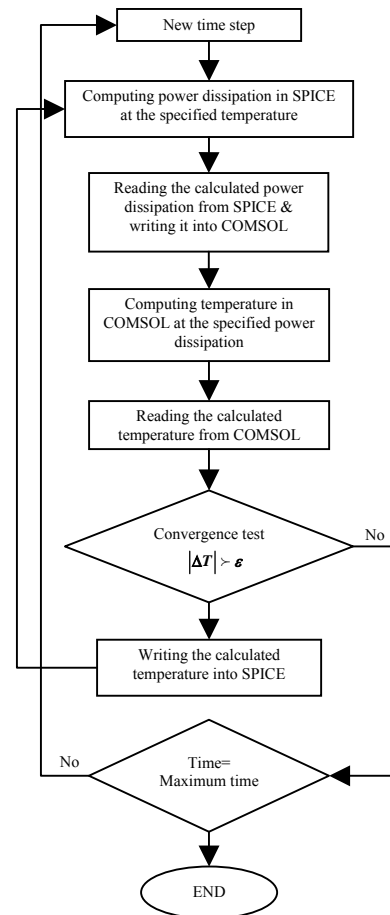 New time step
Computing power dissipation in SPICE
at the specified temperature
Reading the calculated power
dissipation from SPICE &
writing it into COMSOL
Computing temperature in
COMSOL at the specified power
dissipation
Reading the calculated
temperature from COMSOL
Convergence test
|ΔT| ≻ ε
No
Writing the calculated
temperature into SPICE
No
Time=
Maximum time
END